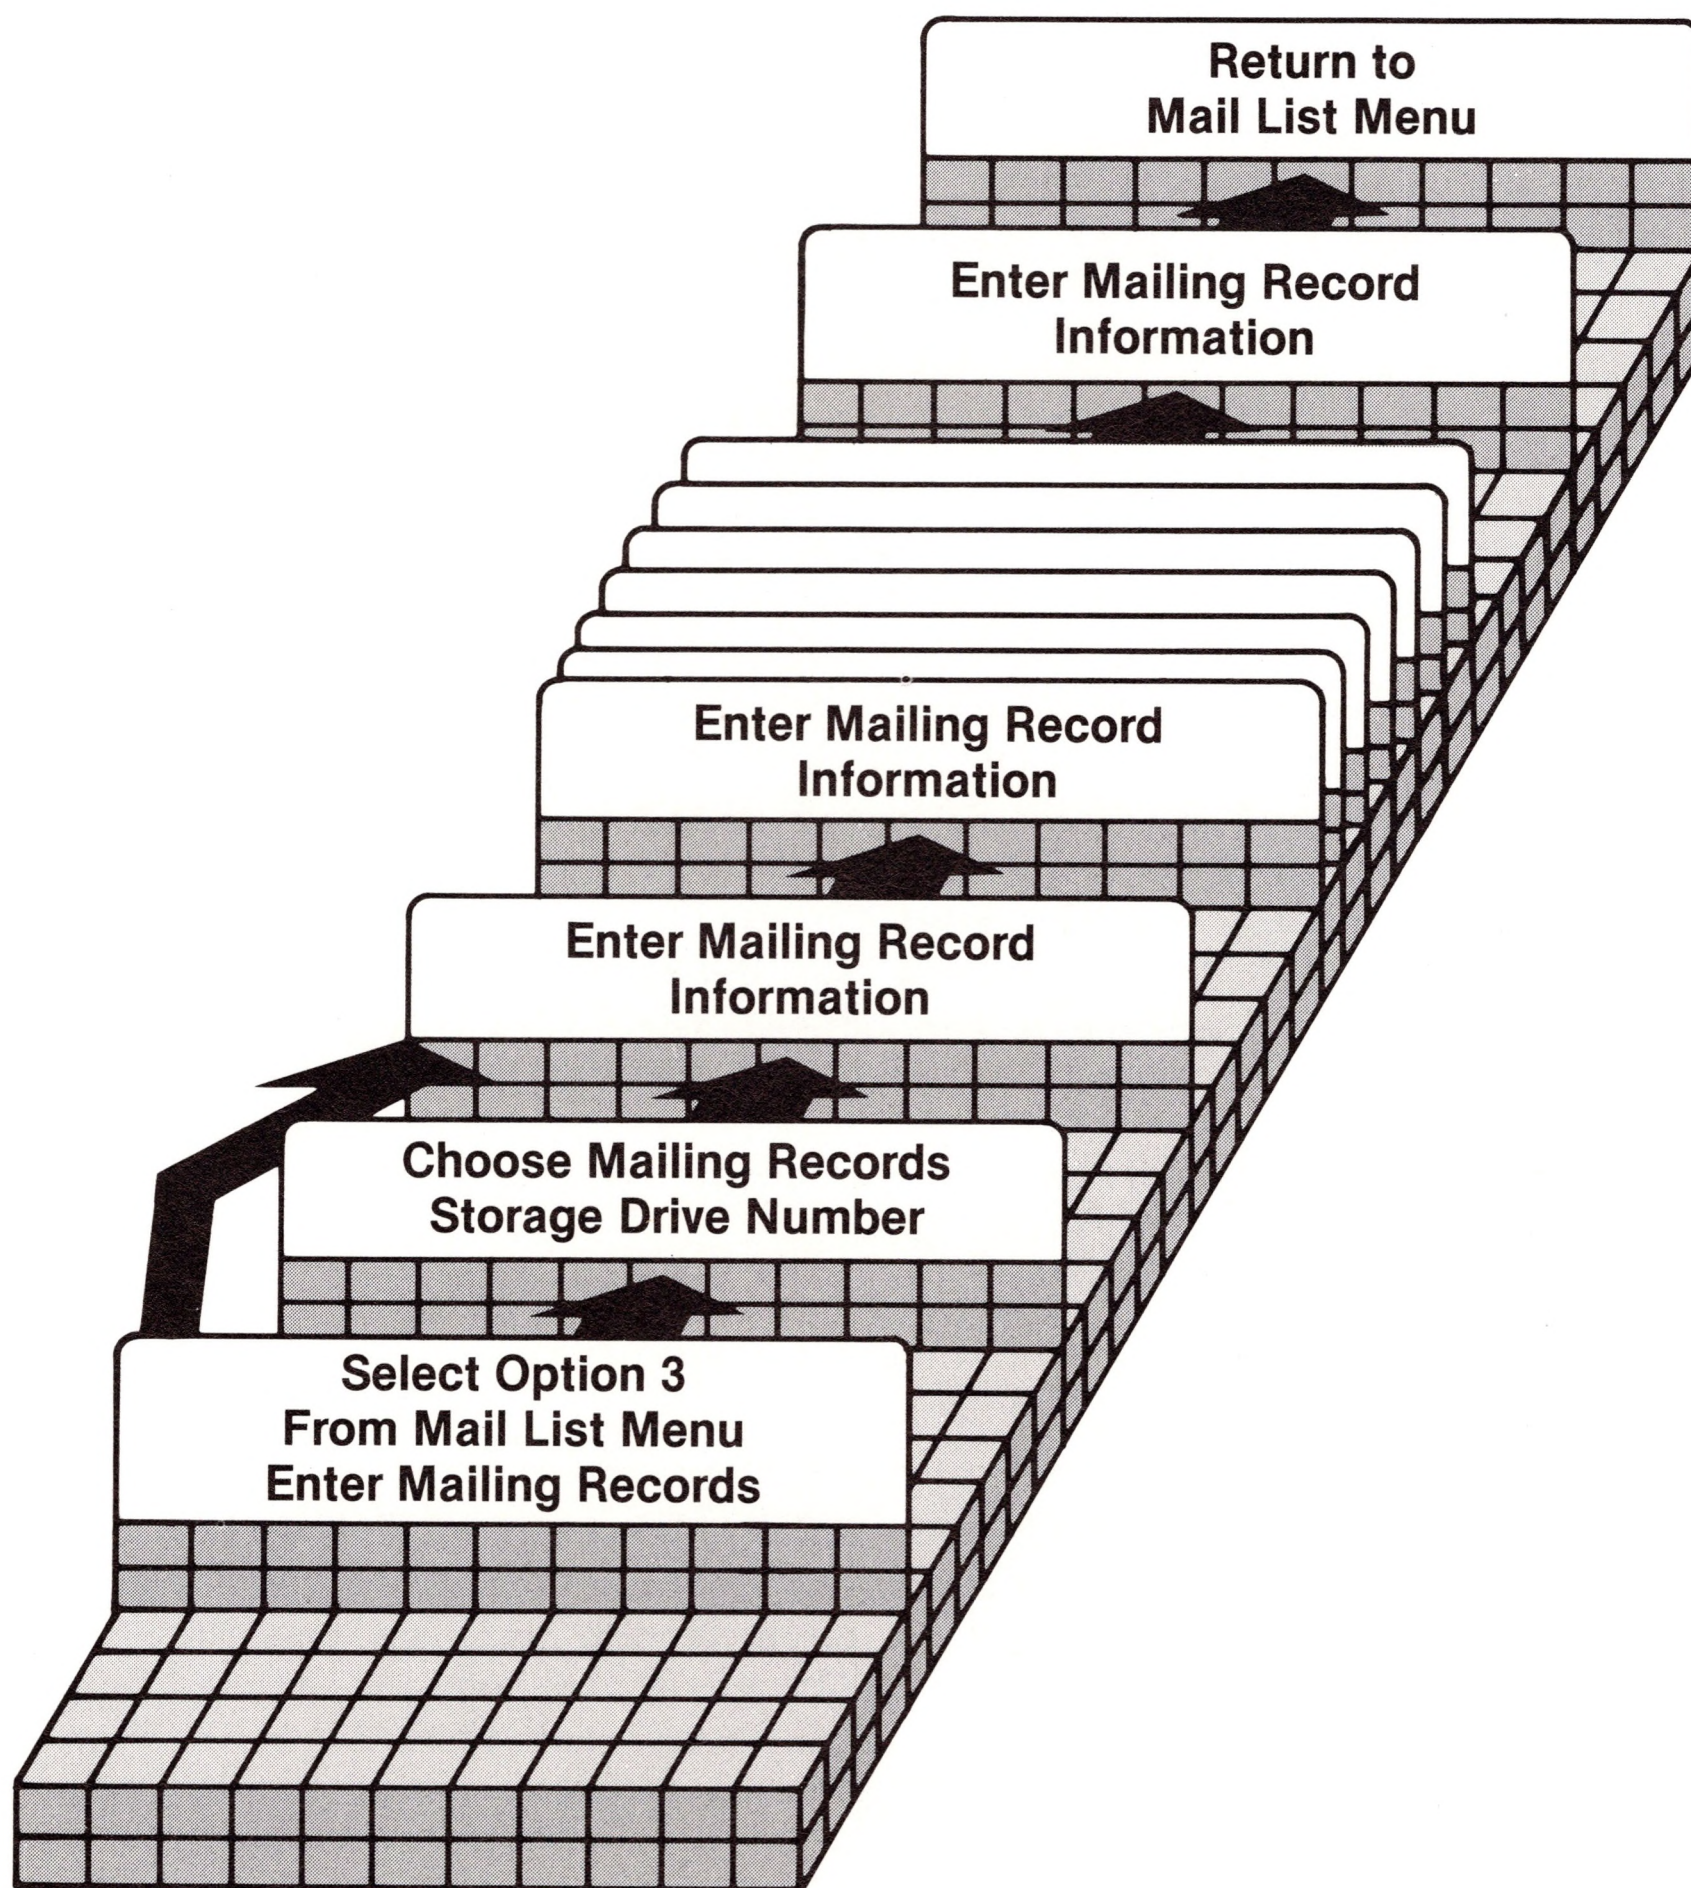 Return to
Mail List Menu
Enter Mailing Record
Information
Enter Mailing Record
Information
Enter Mailing Record
Information
Choose Mailing Records
Storage Drive Number
Select Option 3
From Mail List Menu
Enter Mailing Records